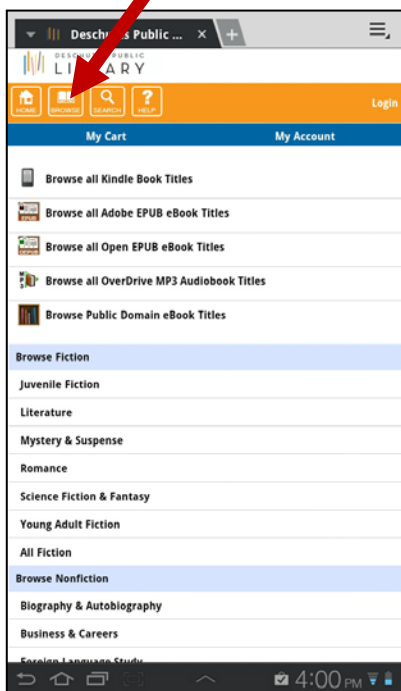 Public ...
LIBRARY
HOME BROWSE SEARCH HELP Login
My Cart My Account
Browse all Kindle Book Titles
Browse all Adobe EPUB eBook Titles
Browse all Open EPUB eBook Titles
Browse all OverDrive MP3 Audiobook Titles
Browse Public Domain eBook Titles
Browse Fiction
Juvenile Fiction
Literature
Mystery & Suspense
Romance
Science Fiction & Fantasy
Young Adult Fiction
All Fiction
Browse Nonfiction
Biography & Autobiography
Business & Careers
Foreign Language Study
4:00 PM